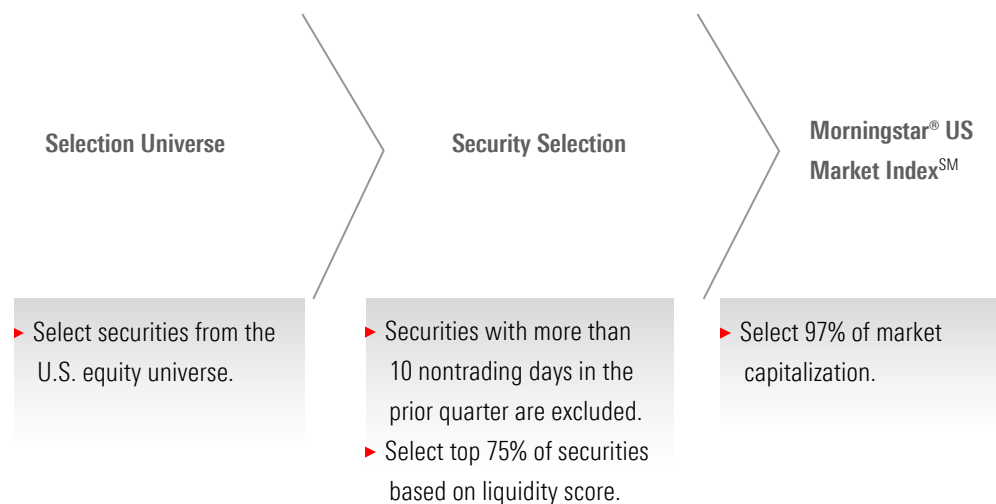 Selection Universe
Security Selection
Morningstar® US
Market Index℠
► Select securities from the
U.S. equity universe.
► Securities with more than
10 nontrading days in the
prior quarter are excluded.
► Select top 75% of securities
based on liquidity score.
► Select 97% of market
capitalization.